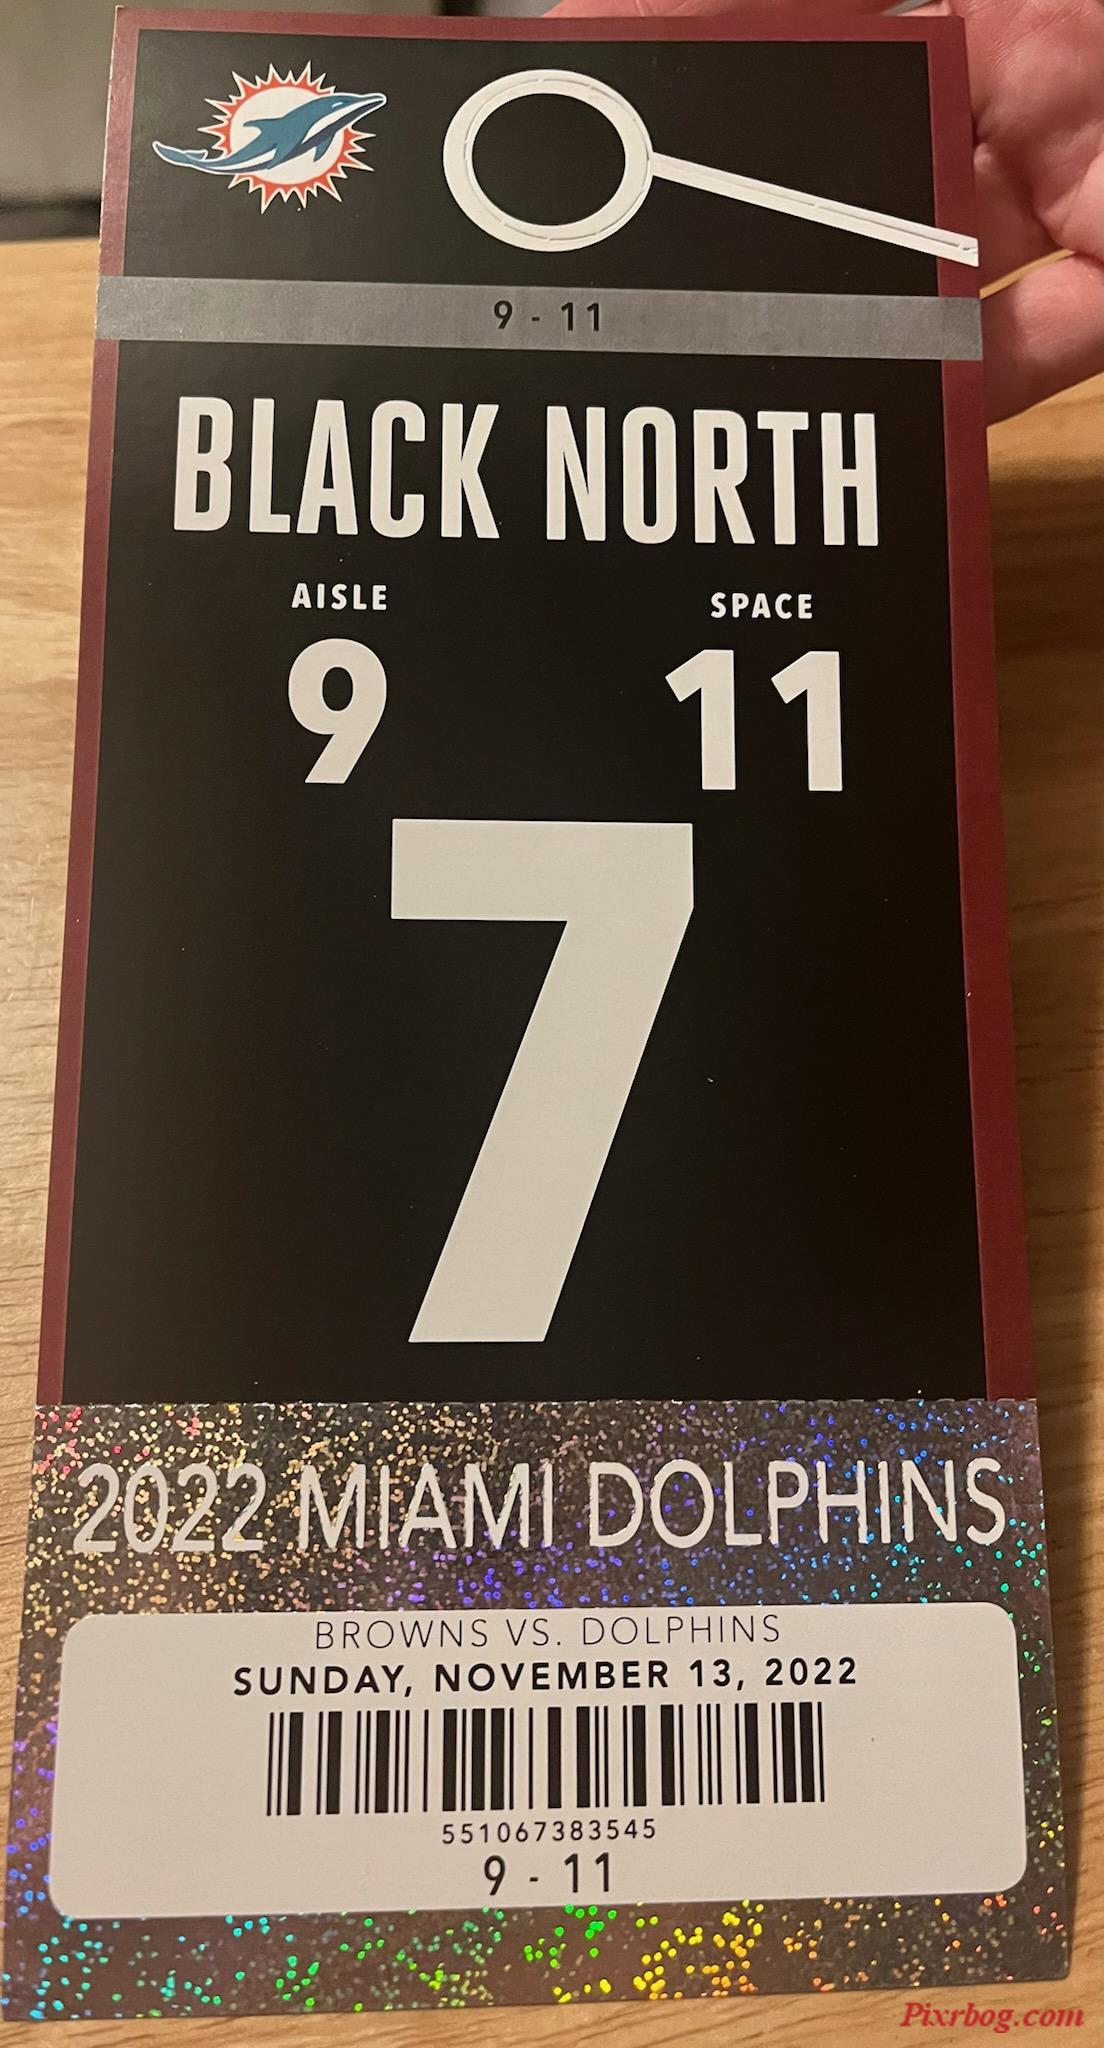 9 - 11
BLACK NORTH
AISLE SPACE
9 11
7
2022 MIAMI DOLPHINS
BROWNS VS. DOLPHINS
SUNDAY, NOVEMBER 13, 2022
551067383545
9 - 11
Pixrbog.com